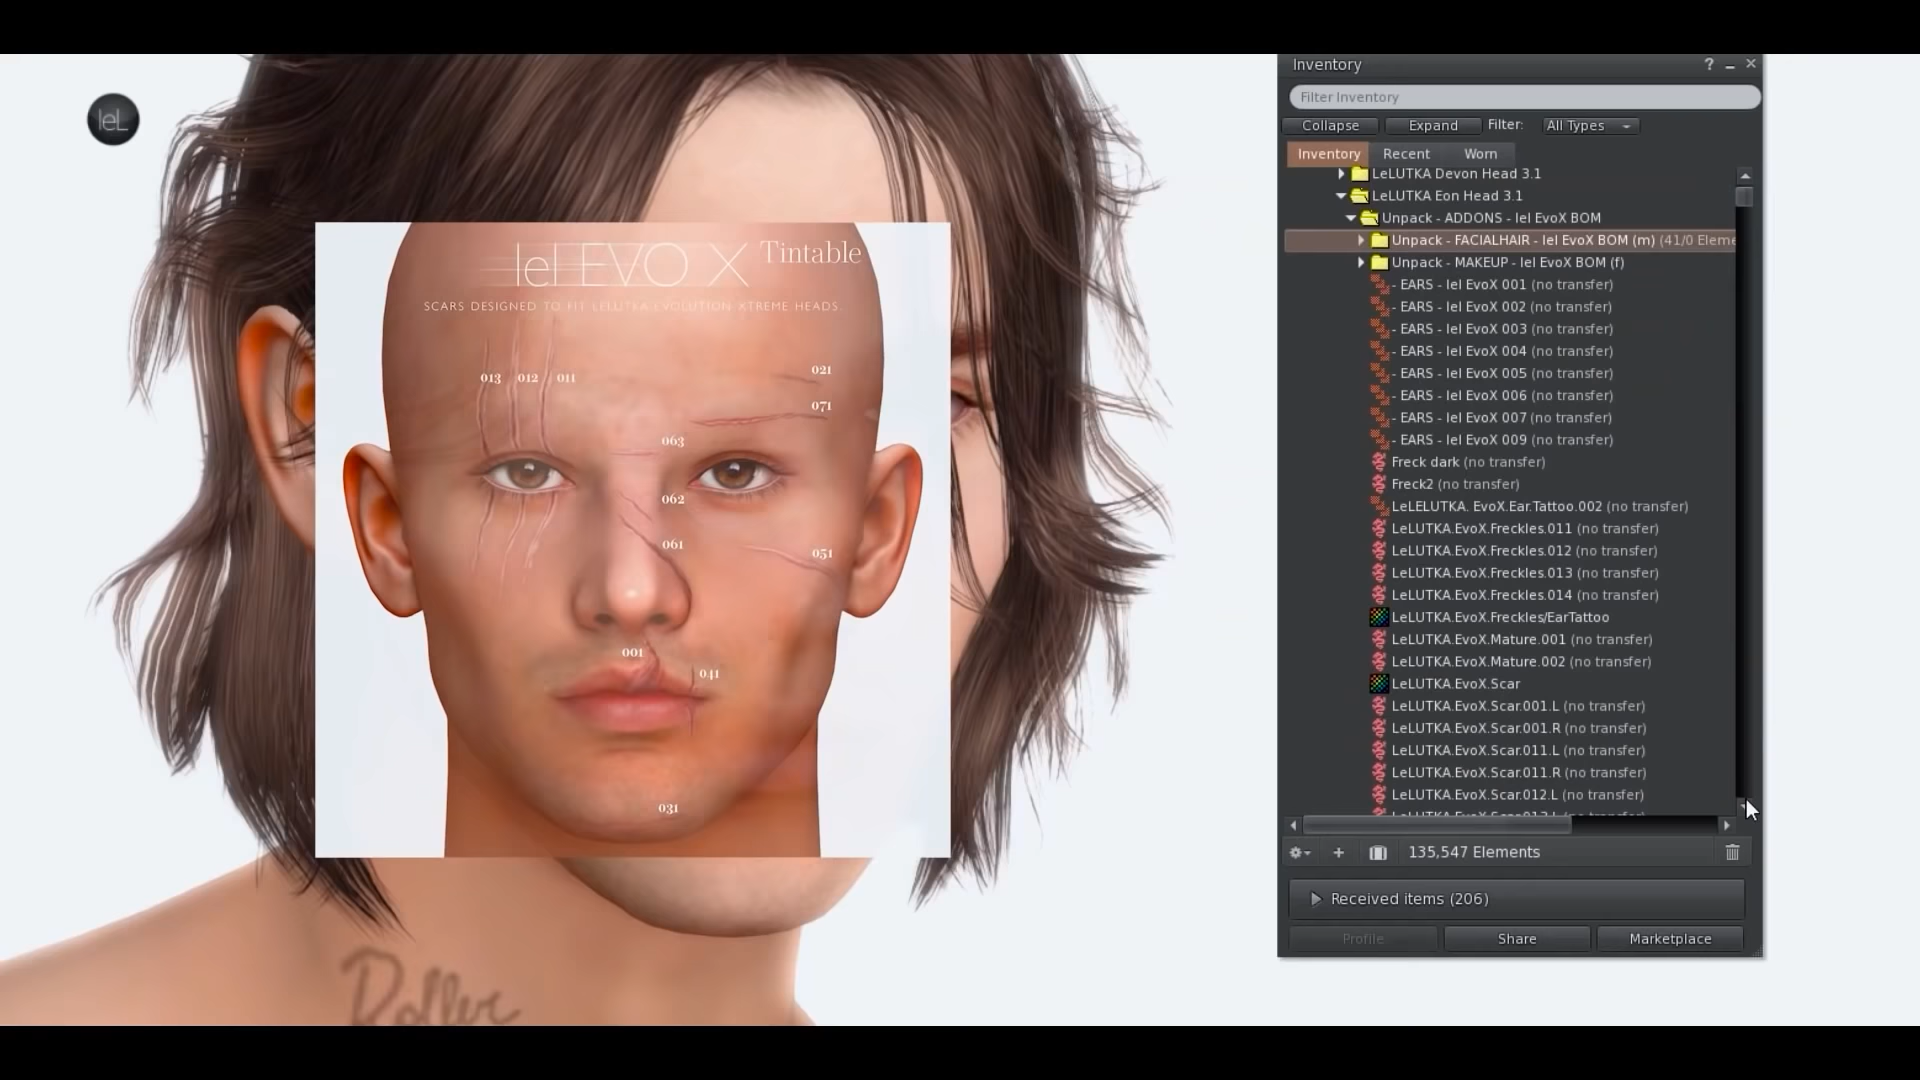 leL
lel EVO X Tintable
SCARS DESIGNED TO FIT LELUTKA EVOLUTION XTREME HEADS.
013 012 011
021
071
063
062
061
051
001
041
031
Inventory
?
Filter Inventory
Collapse Expand Filter: All Types
Inventory Recent Worn
LeLUTKA Devon Head 3.1
LeLUTKA Eon Head 3.1
Unpack - ADDONS - lel EvoX BOM
Unpack - FACIALHAIR - lel EvoX BOM (m) (41/0 Eleme
Unpack - MAKEUP - lel EvoX BOM (f)
- EARS - lel EvoX 001 (no transfer)
- EARS - lel EvoX 002 (no transfer)
- EARS - lel EvoX 003 (no transfer)
- EARS - lel EvoX 004 (no transfer)
- EARS - lel EvoX 005 (no transfer)
- EARS - lel EvoX 006 (no transfer)
- EARS - lel EvoX 007 (no transfer)
- EARS - lel EvoX 009 (no transfer)
Freck dark (no transfer)
Freck2 (no transfer)
LeLELUTKA. EvoX.Ear.Tattoo.002 (no transfer)
LeLUTKA.EvoX.Freckles.011 (no transfer)
LeLUTKA.EvoX.Freckles.012 (no transfer)
LeLUTKA.EvoX.Freckles.013 (no transfer)
LeLUTKA.EvoX.Freckles.014 (no transfer)
LeLUTKA.EvoX.Freckles/EarTattoo
LeLUTKA.EvoX.Mature.001 (no transfer)
LeLUTKA.EvoX.Mature.002 (no transfer)
LeLUTKA.EvoX.Scar
LeLUTKA.EvoX.Scar.001.L (no transfer)
LeLUTKA.EvoX.Scar.001.R (no transfer)
LeLUTKA.EvoX.Scar.011.L (no transfer)
LeLUTKA.EvoX.Scar.011.R (no transfer)
LeLUTKA.EvoX.Scar.012.L (no transfer)
135,547 Elements
Received items (206)
Profile Share Marketplace